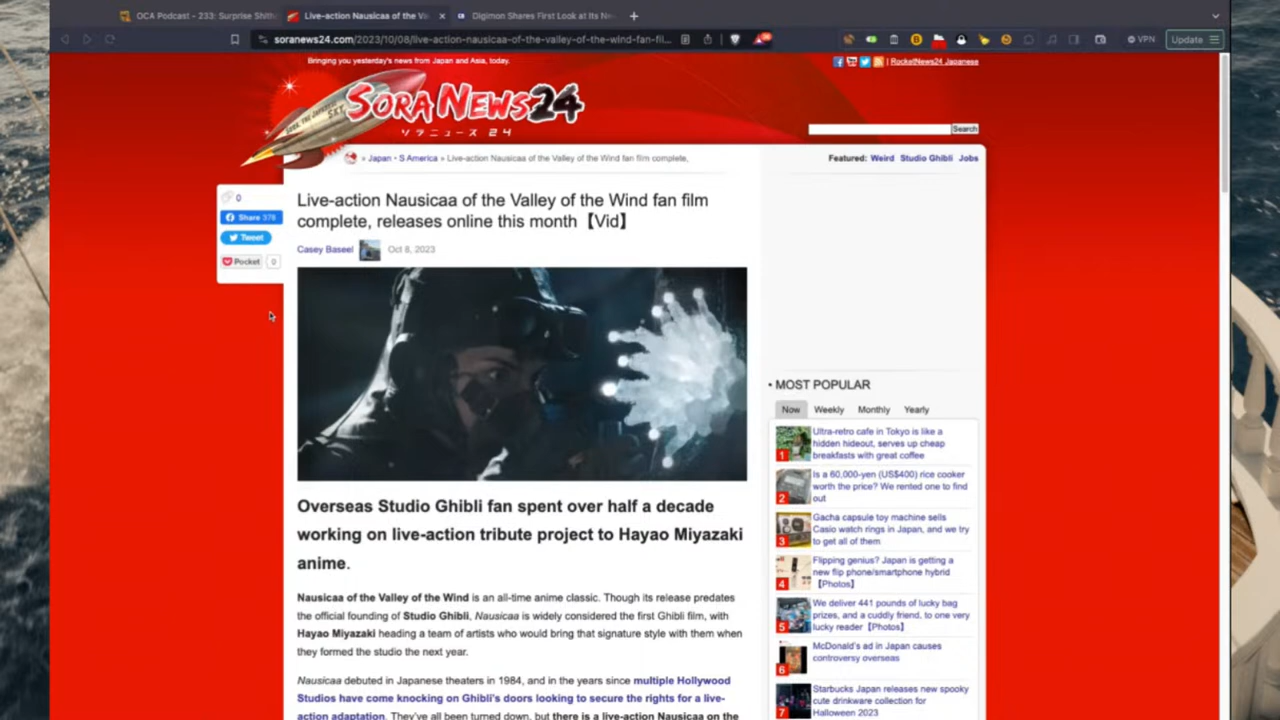 OCA Podcast - 233: Surprise Shitty
Live-action Nausicaa of the Va
Digimon Shares First Look at Its Ne
soranews24.com/2023/10/08/live-action-nausicaa-of-the-valley-of-the-wind-fan-fil...
VPN
Update
Bringing you yesterday's news from Japan and Asia, today.
RocketNews24 Japanese
SORA NEWS24
ソラニュース 24
Search
» Japan • S America » Live-action Nausicaa of the Valley of the Wind fan film complete,
Featured: Weird Studio Ghibli Jobs
0
Share 378
Tweet
Pocket 0
Live-action Nausicaa of the Valley of the Wind fan film
complete, releases online this month【Vid】
Casey Baseel Oct 8, 2023
Overseas Studio Ghibli fan spent over half a decade
working on live-action tribute project to Hayao Miyazaki
anime.
Nausicaa of the Valley of the Wind is an all-time anime classic. Though its release predates
the official founding of Studio Ghibli, Nausicaa is widely considered the first Ghibli film, with
Hayao Miyazaki heading a team of artists who would bring that signature style with them when
they formed the studio the next year.
Nausicaa debuted in Japanese theaters in 1984, and in the years since multiple Hollywood
Studios have come knocking on Ghibli's doors looking to secure the rights for a live-
action adaptation. They've all been turned down, but there is a live-action Nausicaa on the
• MOST POPULAR
Now Weekly Monthly Yearly
1
Ultra-retro cafe in Tokyo is like a
hidden hideout, serves up cheap
breakfasts with great coffee
2
Is a 60,000-yen (US$400) rice cooker
worth the price? We rented one to find
out
3
Gacha capsule toy machine sells
Casio watch rings in Japan, and we try
to get all of them
4
Flipping genius? Japan is getting a
new flip phone/smartphone hybrid
【Photos】
5
We deliver 441 pounds of lucky bag
prizes, and a cuddly friend, to one very
lucky reader【Photos】
6
McDonald's ad in Japan causes
controversy overseas
7
Starbucks Japan releases new spooky
cute drinkware collection for
Halloween 2023